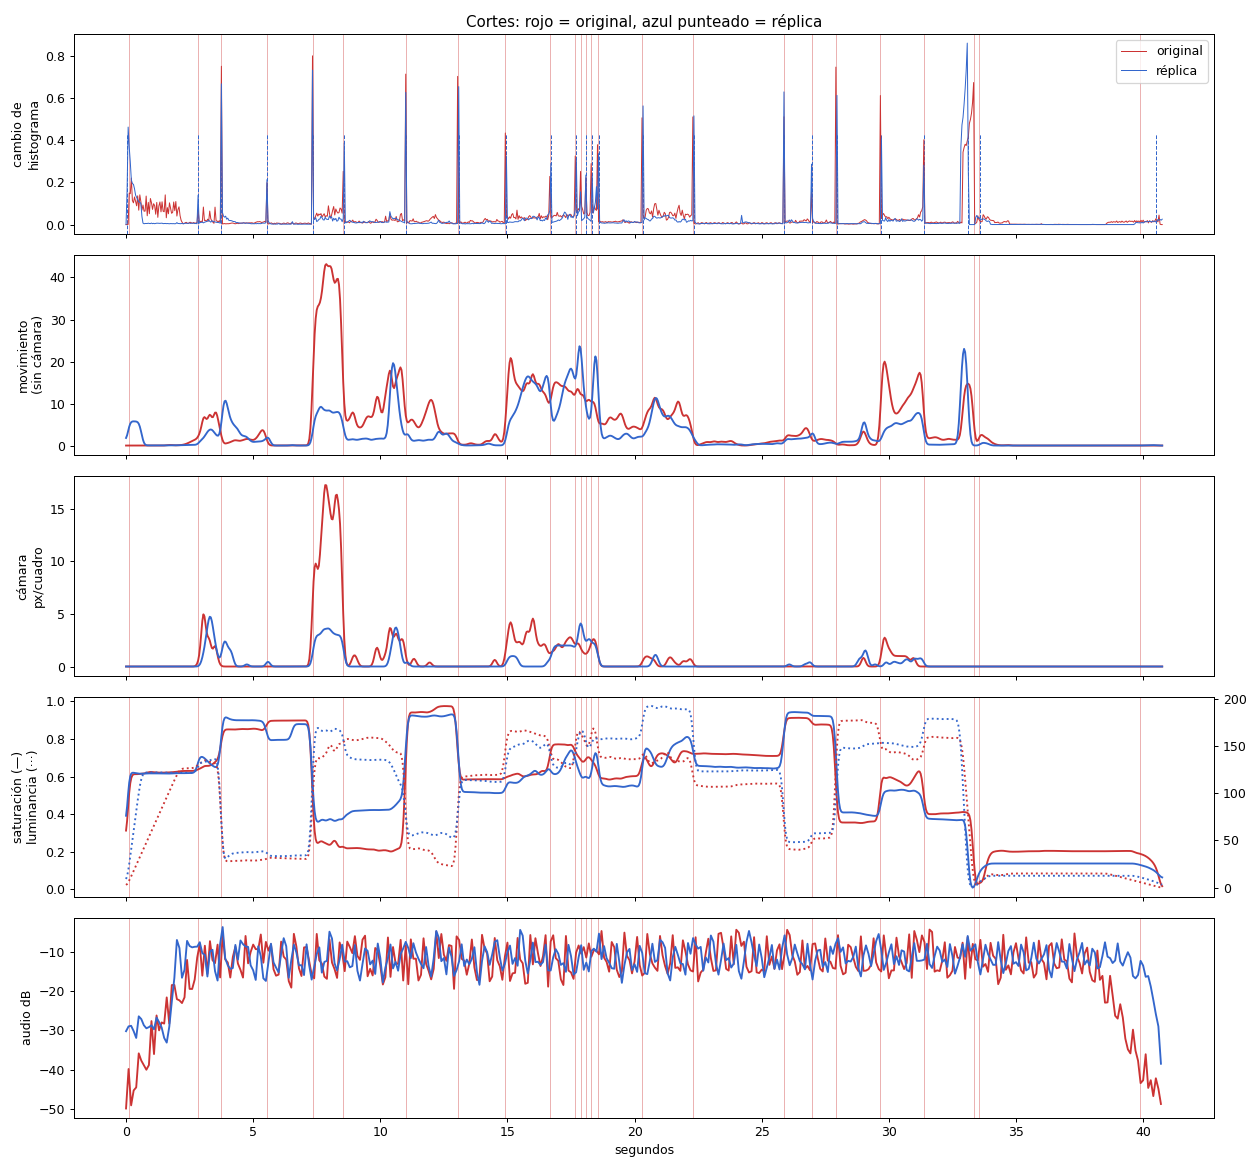 Cortes: rojo = original, azul punteado = réplica
cambio de
histograma
0.8
0.6
0.4
0.2
0.0
original
réplica
movimiento
(sin cámara)
40
30
20
10
0
cámara
px/cuadro
15
10
5
0
saturación (—)
luminancia (···)
1.0
0.8
0.6
0.4
0.2
0.0
200
150
100
50
0
audio dB
−10
−20
−30
−40
−50
0 5 10 15 20 25 30 35 40
segundos